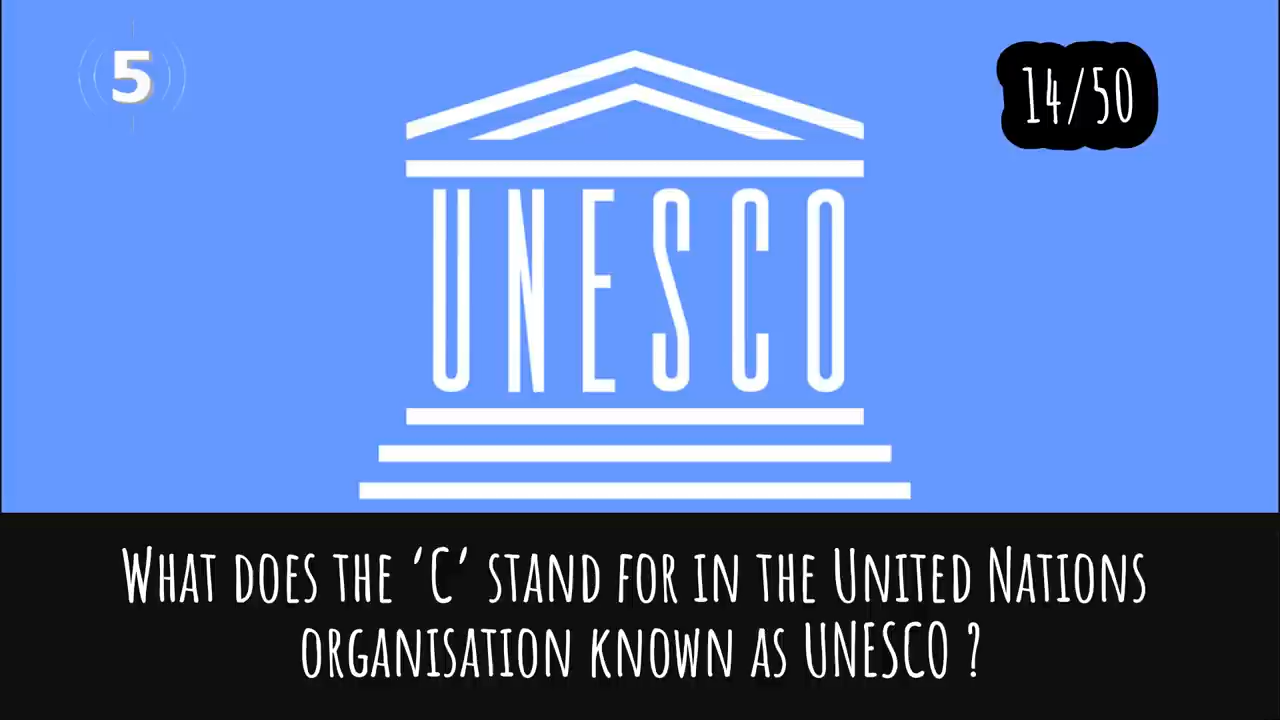 5
14/50
UNESCO
What does the ‘C’ stand for in the United Nations
organisation known as UNESCO ?